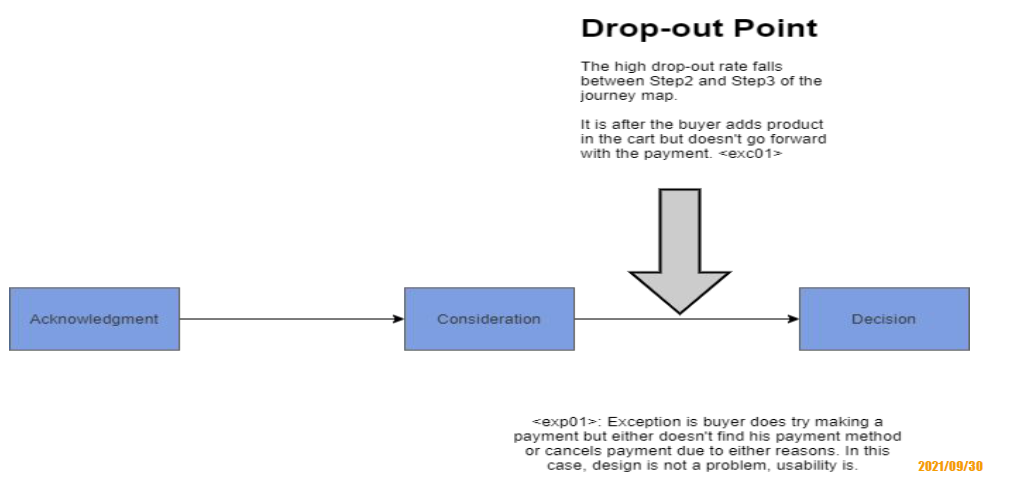 Drop-out Point
The high drop-out rate falls
between Step2 and Step3 of the
journey map.
It is after the buyer adds product
in the cart but doesn't go forward
with the payment. <exc01>
Acknowledgment
Consideration
Decision
<exp01>: Exception is buyer does try making a
payment but either doesn't find his payment method
or cancels payment due to either reasons. In this
case, design is not a problem, usability is.
2021/09/30